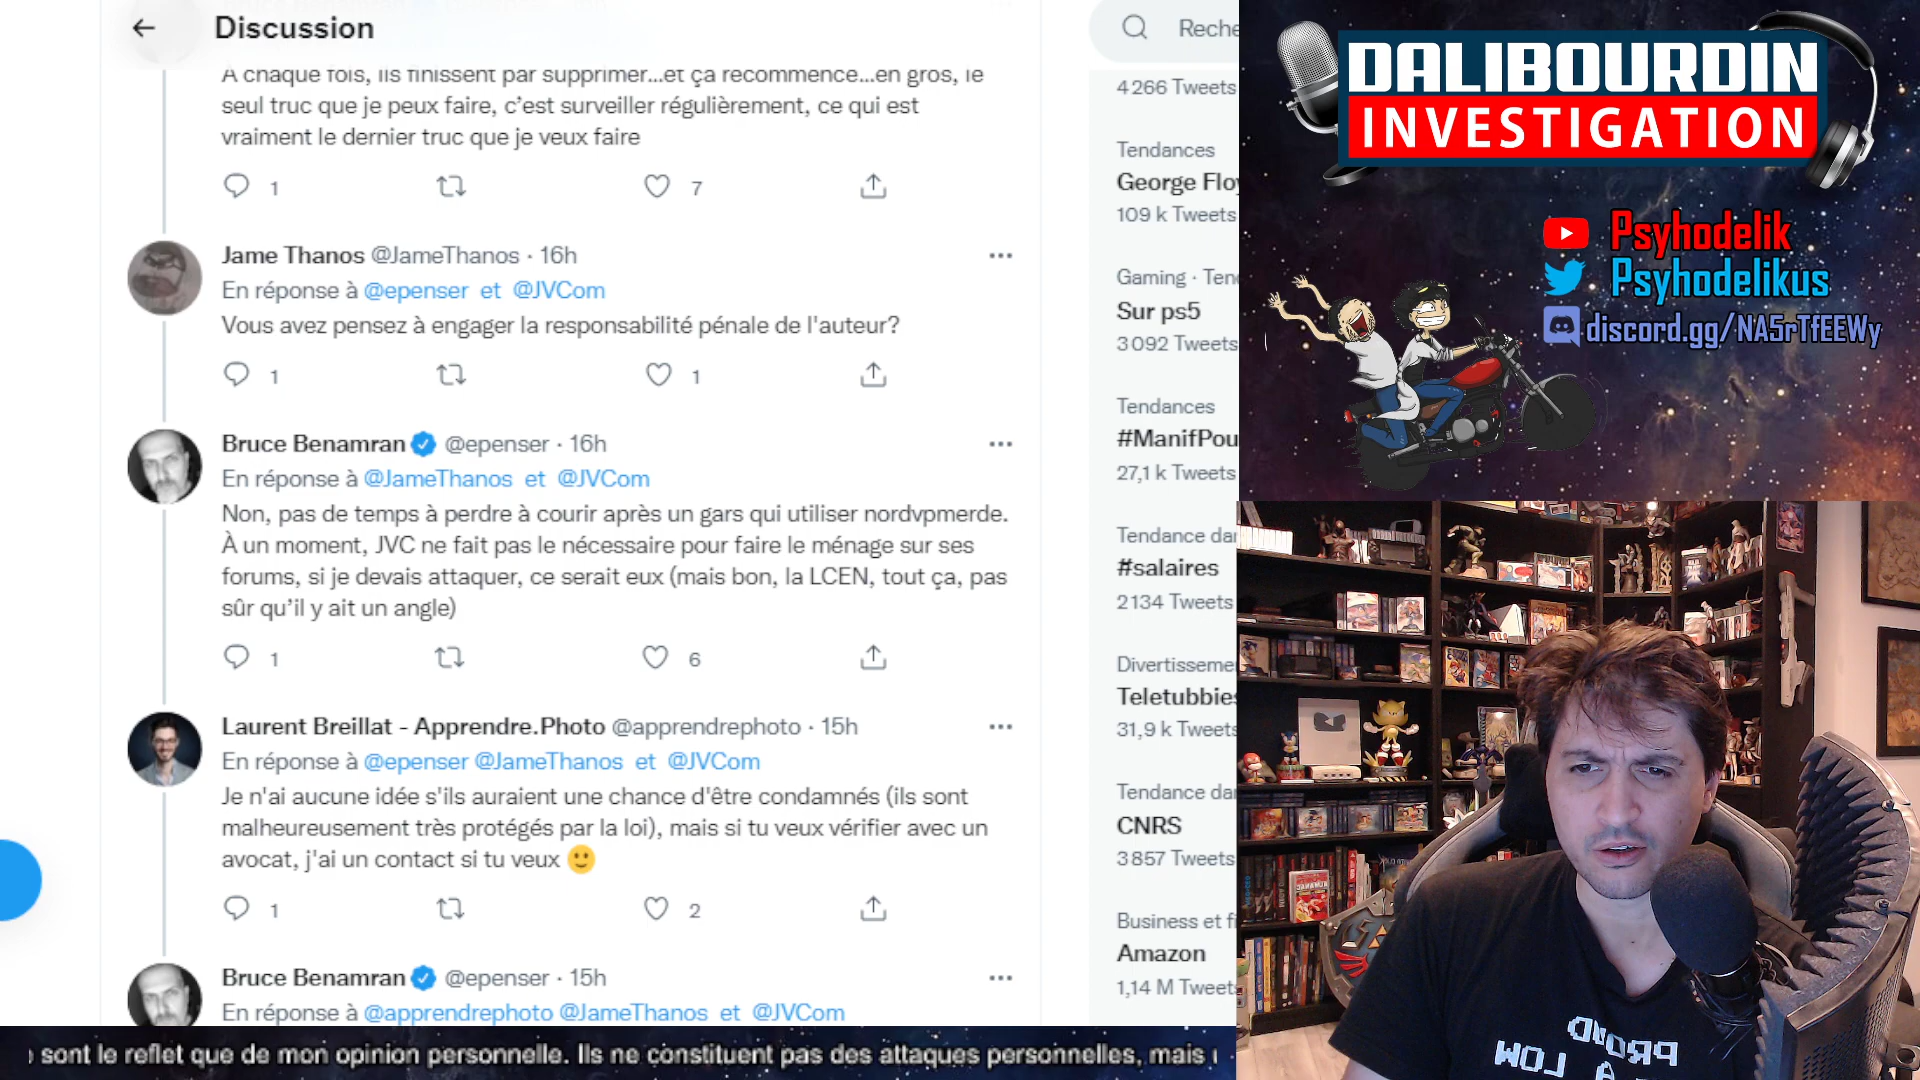 Discussion
A chaque fois, ils finissent par supprimer...et ça recommence...en gros, le
seul truc que je peux faire, c’est surveiller régulièrement, ce qui est
vraiment le dernier truc que je veux faire
1
7
Jame Thanos @JameThanos · 16h
En réponse à @epenser et @JVCom
Vous avez pensez à engager la responsabilité pénale de l'auteur?
1
1
Bruce Benamran @epenser · 16h
En réponse à @JameThanos et @JVCom
Non, pas de temps à perdre à courir après un gars qui utiliser nordvpmerde.
À un moment, JVC ne fait pas le nécessaire pour faire le ménage sur ses
forums, si je devais attaquer, ce serait eux (mais bon, la LCEN, tout ça, pas
sûr qu’il y ait un angle)
1
6
Laurent Breillat - Apprendre.Photo @apprendrephoto · 15h
En réponse à @epenser @JameThanos et @JVCom
Je n'ai aucune idée s'ils auraient une chance d'être condamnés (ils sont
malheureusement très protégés par la loi), mais si tu veux vérifier avec un
avocat, j'ai un contact si tu veux 🙂
1
2
Bruce Benamran @epenser · 15h
En réponse à @apprendrephoto @JameThanos et @JVCom
Reche
4 266 Tweets
Tendances
George Floy
109 k Tweets
Gaming · Ten
Sur ps5
3 092 Tweets
Tendances
#ManifPou
27,1 k Tweets
Tendance da
#salaires
2 134 Tweets
Divertisseme
Teletubbies
31,9 k Tweets
Tendance da
CNRS
3 857 Tweets
Business et fi
Amazon
1,14 M Tweets
DALIBOURDIN
INVESTIGATION
Psyhodelik
Psyhodelikus
discord.gg/NA5rTfEEWy
sont le reflet que de mon opinion personnelle. Ils ne constituent pas des attaques personnelles, mais